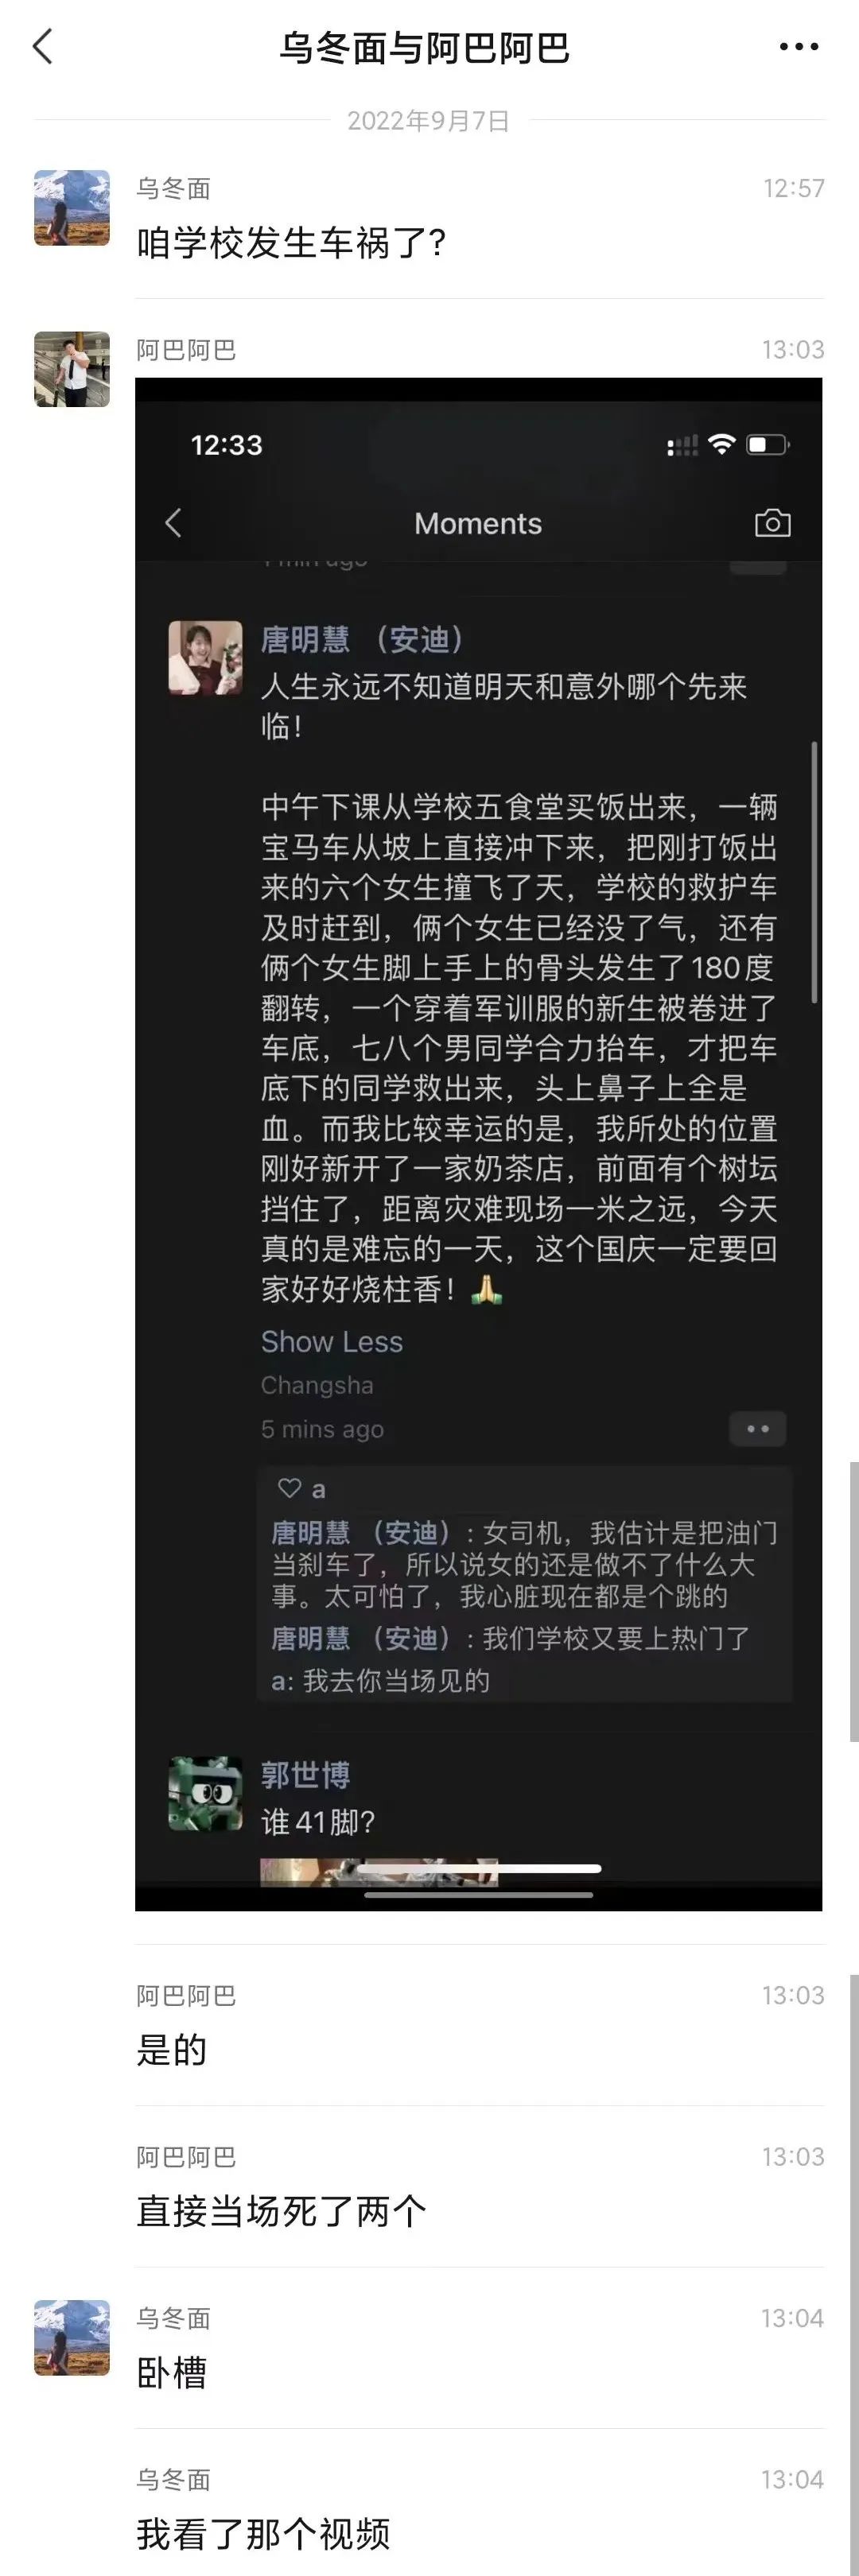 乌冬面与阿巴阿巴
2022年9月7日
乌冬面
12:57
咱学校发生车祸了?
阿巴阿巴
13:03
12:33
Moments
1 min ago
唐明慧 （安迪）
人生永远不知道明天和意外哪个先来
临！
中午下课从学校五食堂买饭出来，一辆
宝马车从坡上直接冲下来，把刚打饭出
来的六个女生撞飞了天，学校的救护车
及时赶到，俩个女生已经没了气，还有
俩个女生脚上手上的骨头发生了180度
翻转，一个穿着军训服的新生被卷进了
车底，七八个男同学合力抬车，才把车
底下的同学救出来，头上鼻子上全是
血。而我比较幸运的是，我所处的位置
刚好新开了一家奶茶店，前面有个树坛
挡住了，距离灾难现场一米之远，今天
真的是难忘的一天，这个国庆一定要回
家好好烧柱香！🙏
Show Less
Changsha
5 mins ago
a
唐明慧 （安迪）: 女司机，我估计是把油门
当刹车了，所以说女的还是做不了什么大
事。太可怕了，我心脏现在都是个跳的
唐明慧 （安迪）: 我们学校又要上热门了
a: 我去你当场见的
郭世博
谁41脚?
阿巴阿巴
13:03
是的
阿巴阿巴
13:03
直接当场死了两个
乌冬面
13:04
卧槽
乌冬面
13:04
我看了那个视频